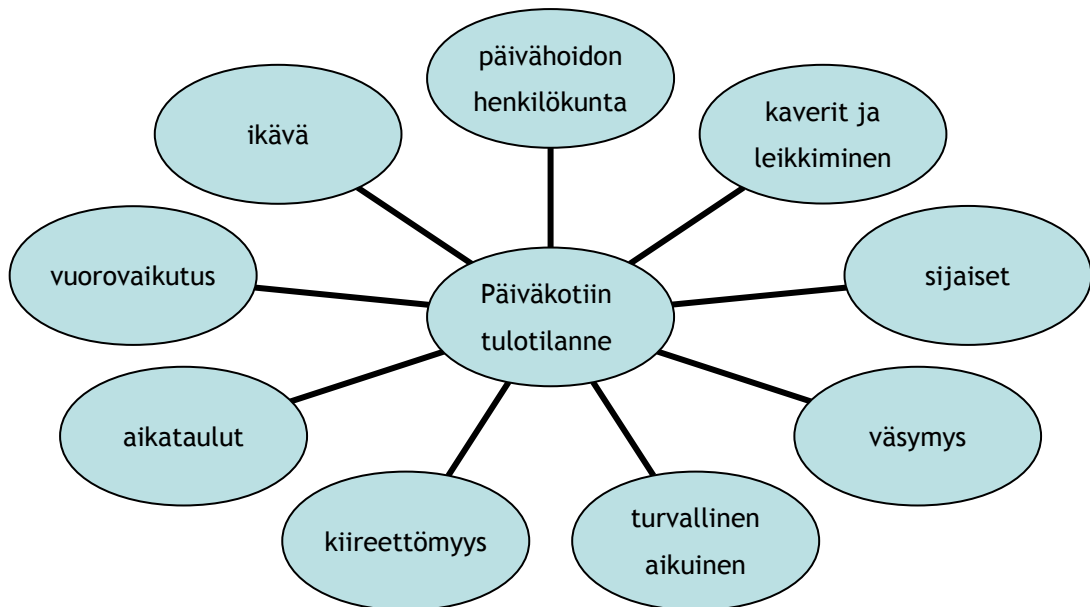 päivähoidon
henkilökunta
kaverit ja
leikkiminen
ikävä
vuorovaikutus
sijaiset
Päiväkotiin
tulotilanne
aikataulut
väsymys
kiireettömyys
turvallinen
aikuinen